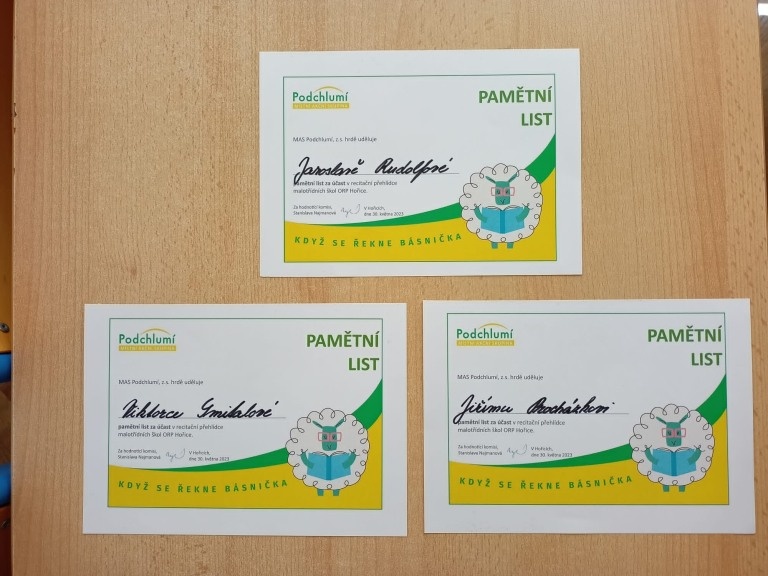 Podchlumí
PAMĚTNÍ
LIST
MAS Podchlumí, z.s. hrdě uděluje
Jaroslavě Rudolfové
pamětní list za účast v recitační přehlídce
malotřídních škol ORP Hořice.
Za hodnotící komisi,
Stanislava Najmanová
V Hořicích,
dne 30. května 2023
KDYŽ SE ŘEKNE BÁSNIČKA
Podchlumí
PAMĚTNÍ
LIST
MAS Podchlumí, z.s. hrdě uděluje
Viktorce
pamětní list za účast v recitační přehlídce
malotřídních škol ORP Hořice.
Za hodnotící komisi,
Stanislava Najmanová
V Hořicích,
dne 30. května 2023
KDYŽ SE ŘEKNE BÁSNIČKA
Podchlumí
PAMĚTNÍ
LIST
MAS Podchlumí, z.s. hrdě uděluje
Jiřímu Procházkovi
pamětní list za účast v recitační přehlídce
malotřídních škol ORP Hořice.
Za hodnotící komisi,
Stanislava Najmanová
V Hořicích,
dne 30. května 2023
KDYŽ SE ŘEKNE BÁSNIČKA